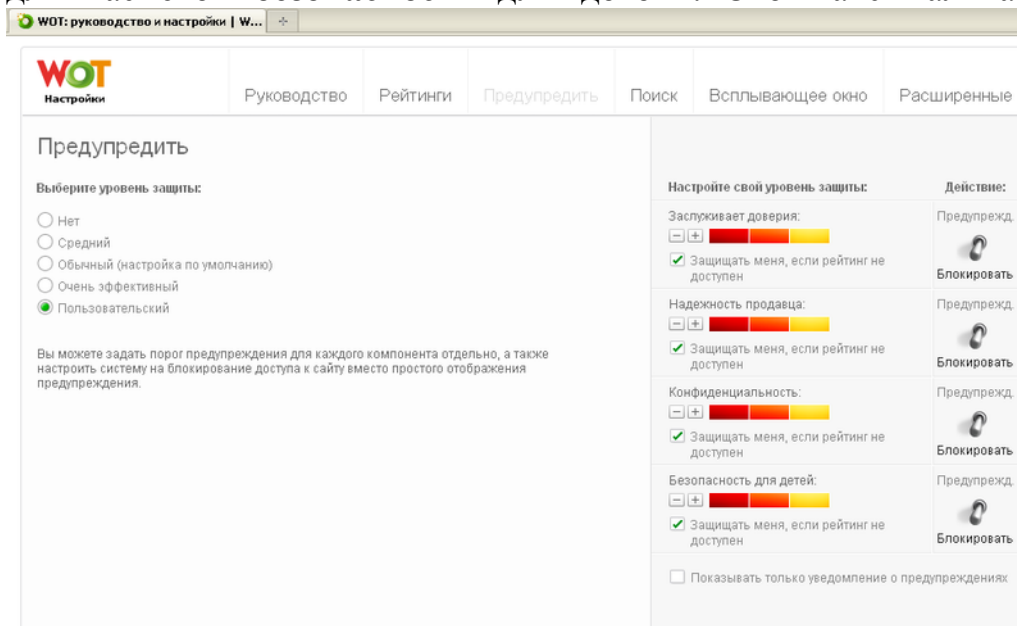 WOT: руководство и настройки | W...
WOT
Настройки
Руководство
Рейтинги
Предупредить
Поиск
Всплывающее окно
Расширенные
Предупредить
Выберите уровень защиты:
Нет
Средний
Обычный (настройка по умолчанию)
Очень эффективный
Пользовательский
Вы можете задать порог предупреждения для каждого компонента отдельно, а также
настроить систему на блокирование доступа к сайту вместо простого отображения
предупреждения.
Настройте свой уровень защиты:
Действие:
Заслуживает доверия:
Предупрежд.
Защищать меня, если рейтинг не
доступен
Блокировать
Надежность продавца:
Предупрежд.
Защищать меня, если рейтинг не
доступен
Блокировать
Конфиденциальность:
Предупрежд.
Защищать меня, если рейтинг не
доступен
Блокировать
Безопасность для детей:
Предупрежд.
Защищать меня, если рейтинг не
доступен
Блокировать
Показывать только уведомление о предупреждениях